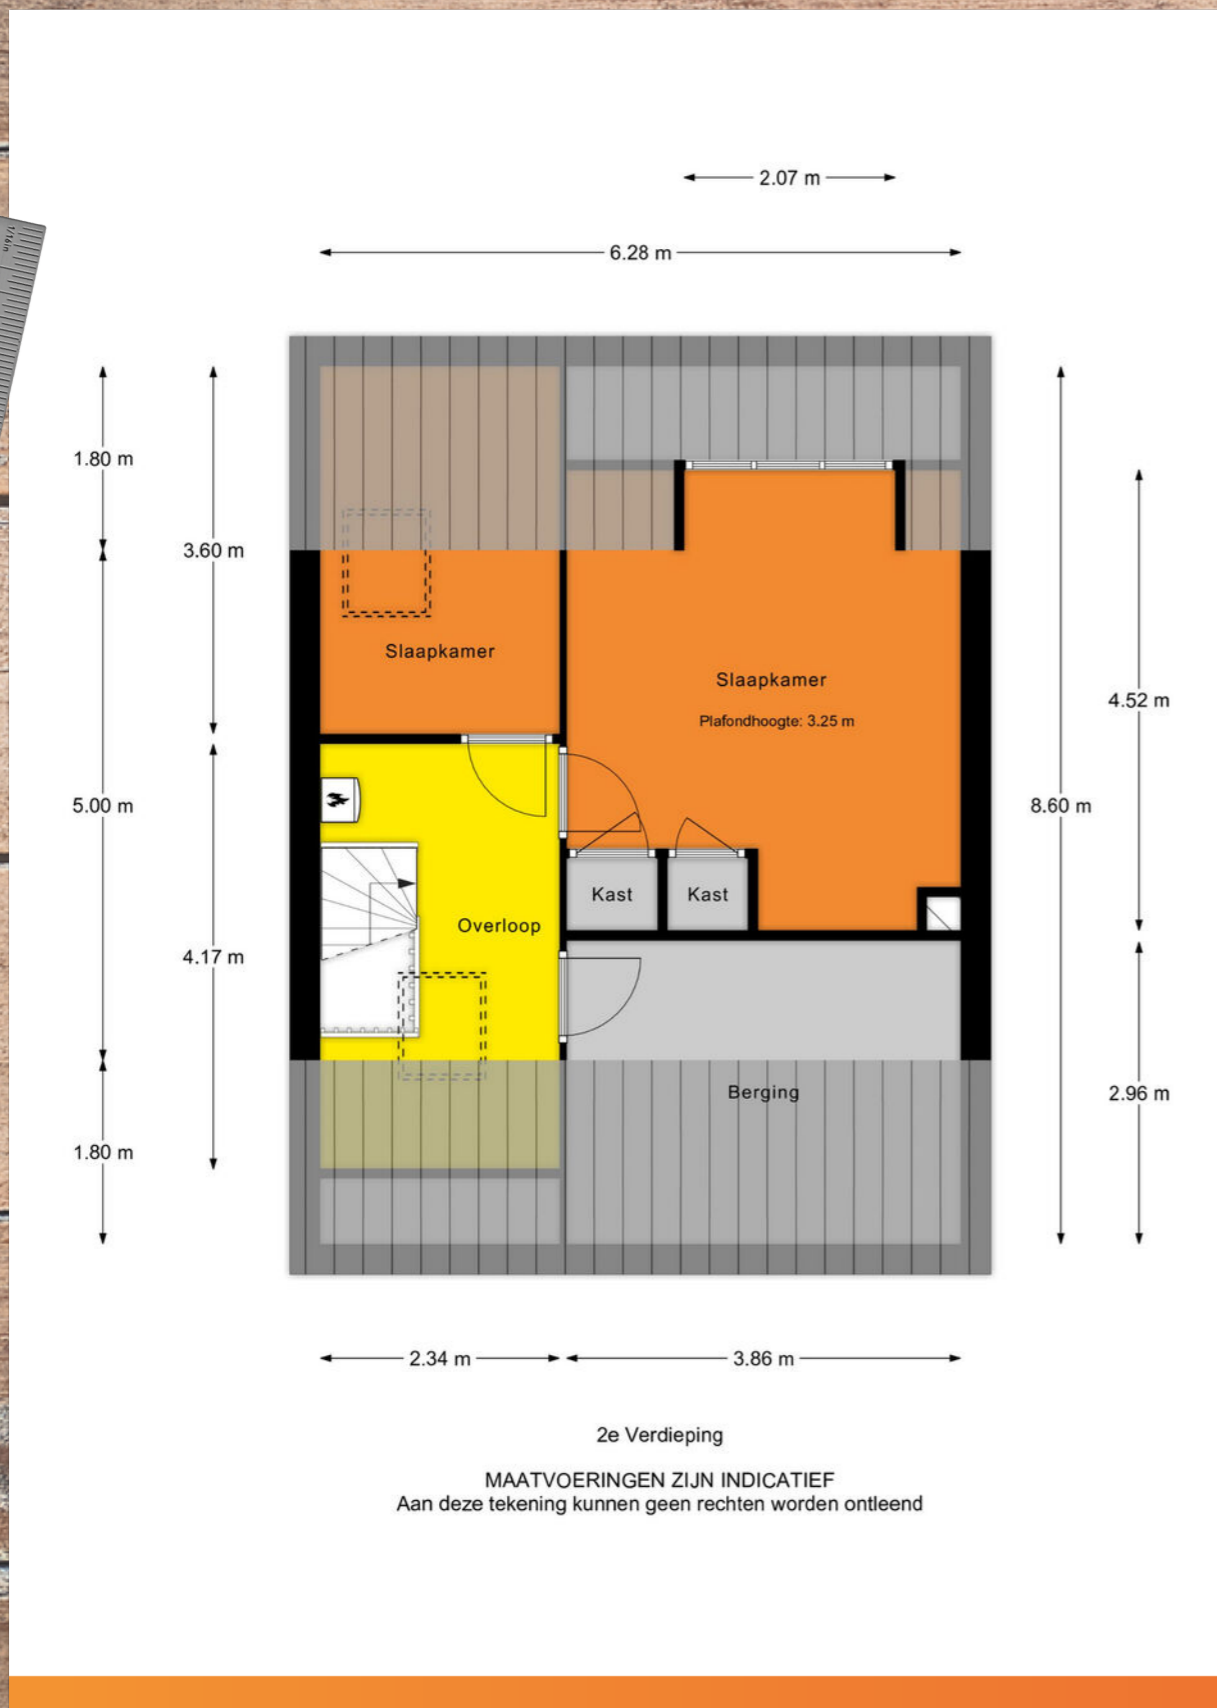 1/16in
2.07 m
6.28 m
1.80 m
3.60 m
Slaapkamer
Slaapkamer
Plafondhoogte: 3.25 m
4.52 m
5.00 m
8.60 m
Kast
Kast
Overloop
4.17 m
Berging
2.96 m
1.80 m
2.34 m
3.86 m
2e Verdieping
MAATVOERINGEN ZIJN INDICATIEF
Aan deze tekening kunnen geen rechten worden ontleend